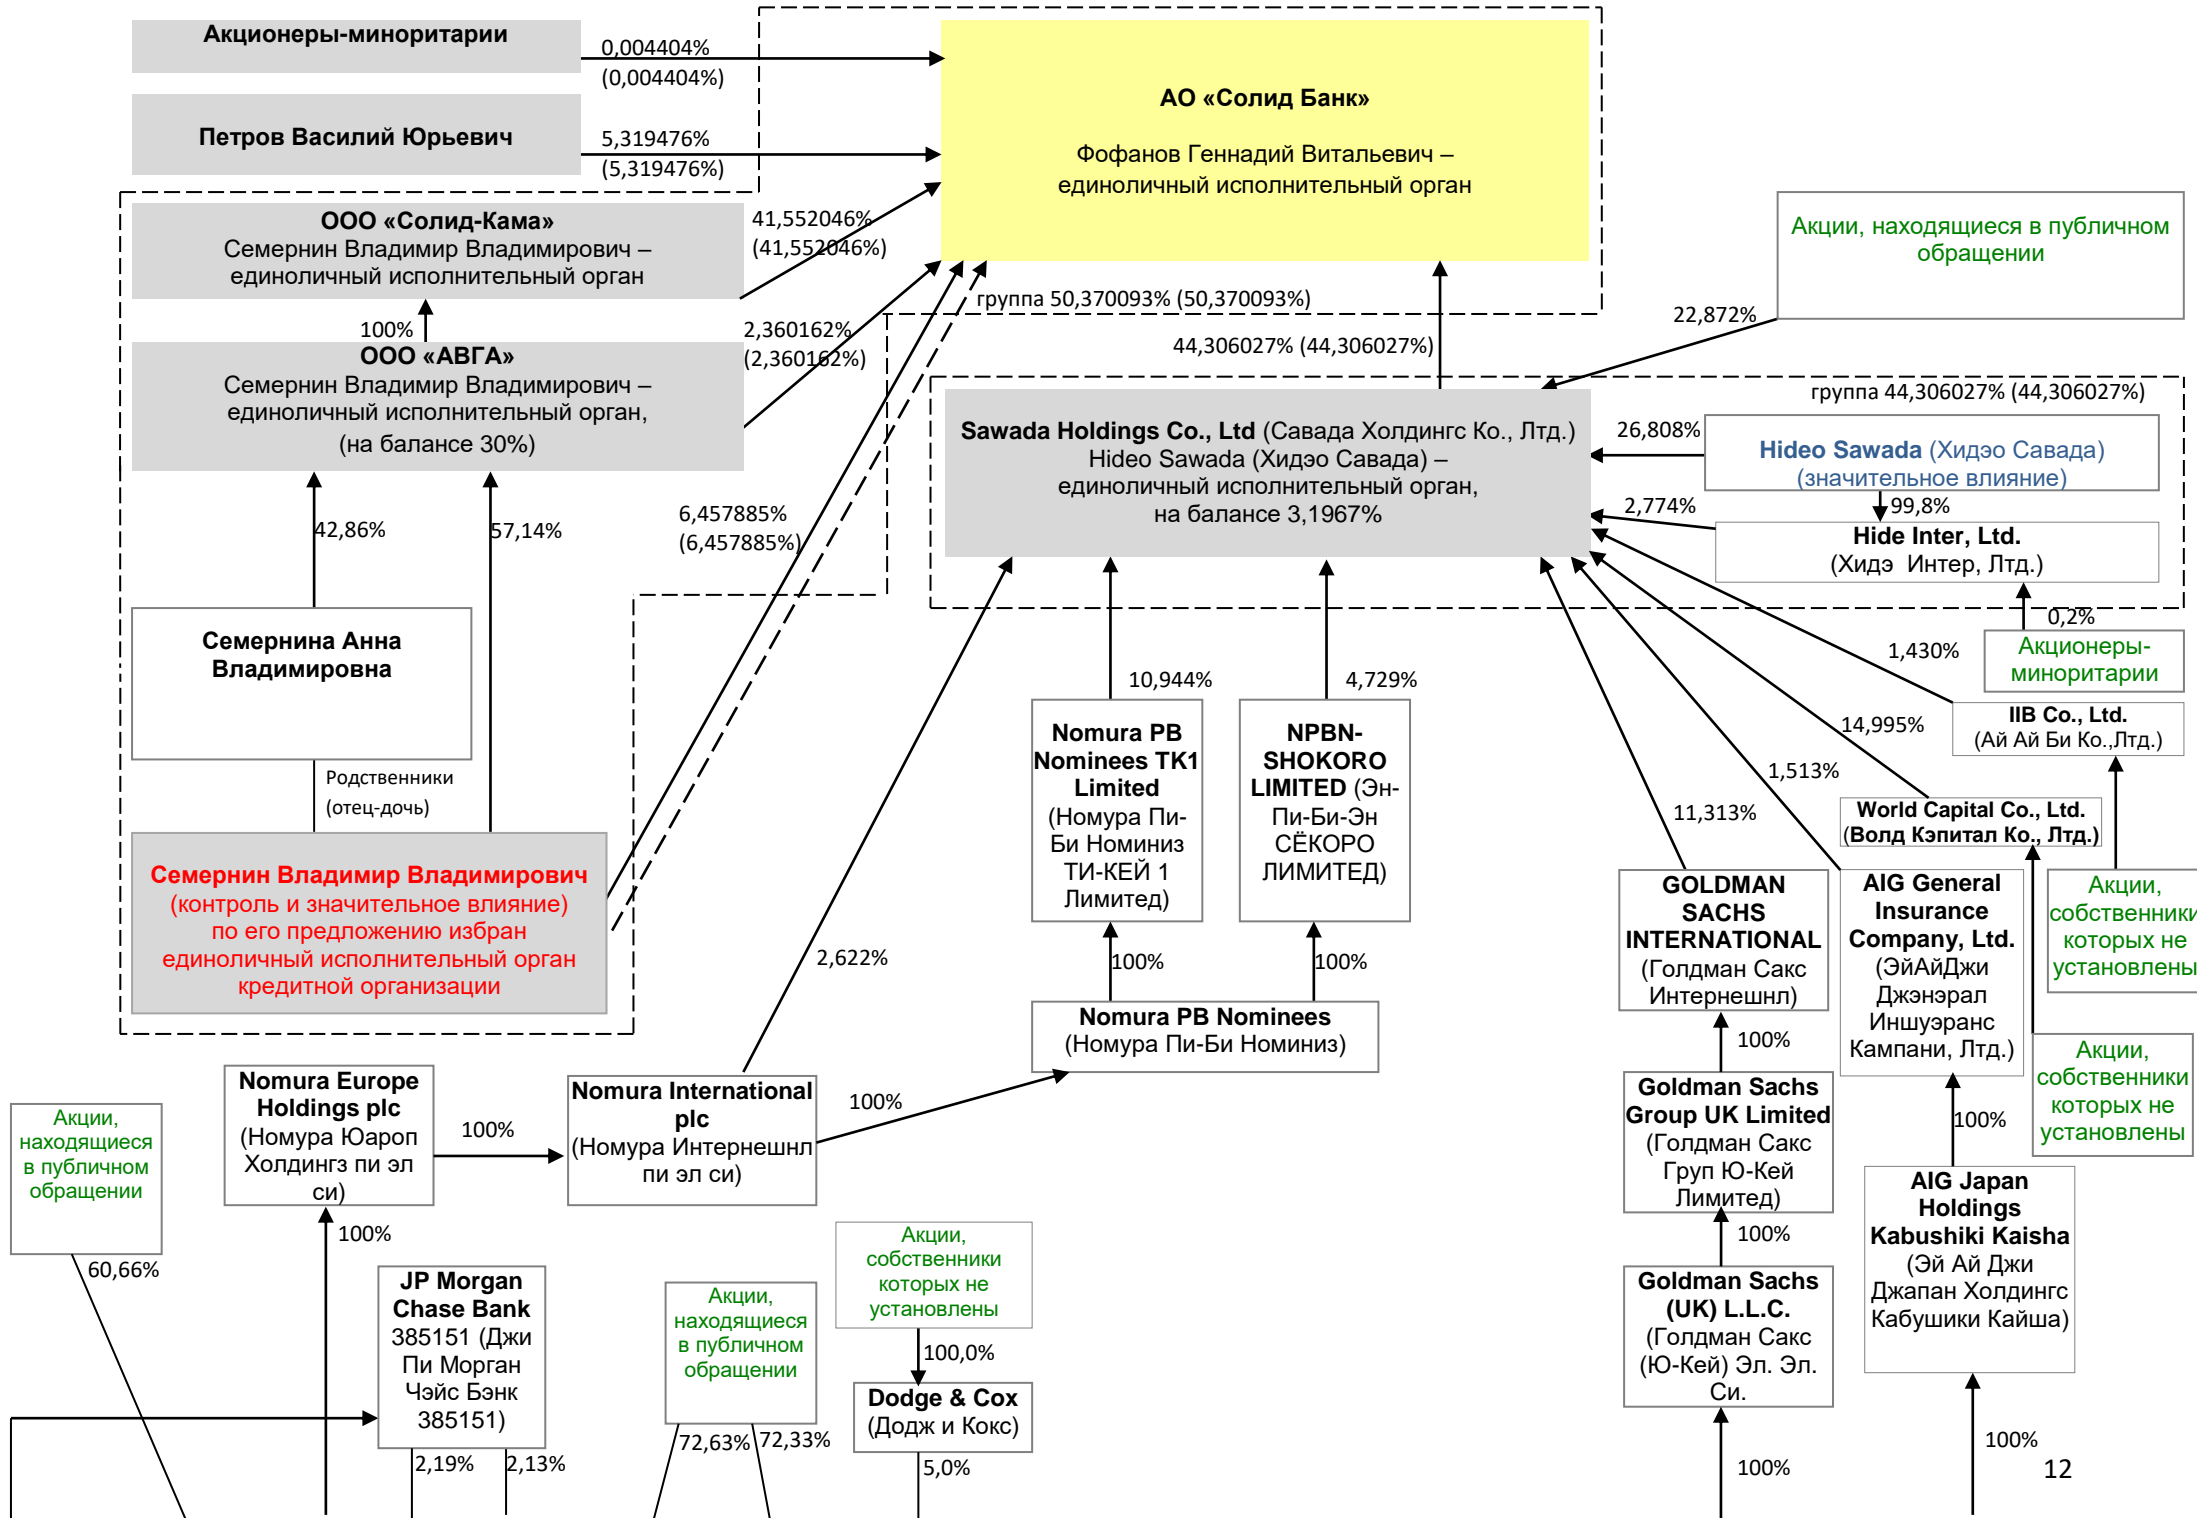 Акционеры-миноритарии
0,004404%
(0,004404%)
Петров Василий Юрьевич
5,319476%
(5,319476%)
АО «Солид Банк»
Фофанов Геннадий Витальевич –
единоличный исполнительный орган
ООО «Солид-Кама»
Семернин Владимир Владимирович –
единоличный исполнительный орган
41,552046%
(41,552046%)
Акции, находящиеся в публичном
обращении
группа 50,370093% (50,370093%)
22,872%
100%
2,360162%
(2,360162%)
44,306027% (44,306027%)
ООО «АВГА»
Семернин Владимир Владимирович –
единоличный исполнительный орган,
(на балансе 30%)
группа 44,306027% (44,306027%)
Sawada Holdings Co., Ltd (Савада Холдингс Ко., Лтд.)
Hideo Sawada (Хидэо Савада) –
единоличный исполнительный орган,
на балансе 3,1967%
26,808%
Hideo Sawada (Хидэо Савада)
(значительное влияние)
2,774%
99,8%
Hide Inter, Ltd.
(Хидэ Интер, Лтд.)
42,86%
57,14%
6,457885%
(6,457885%)
0,2%
Семернина Анна
Владимировна
Акционеры-
миноритарии
1,430%
10,944%
4,729%
IIB Co., Ltd.
(Ай Ай Би Ко.,Лтд.)
14,995%
Nomura PB
Nominees TK1
Limited
(Номура Пи-
Би Номиниз
ТИ-КЕЙ 1
Лимитед)
NPBN-
SHOKORO
LIMITED (Эн-
Пи-Би-Эн
СЁКОРО
ЛИМИТЕД)
Родственники
(отец-дочь)
1,513%
11,313%
World Capital Co., Ltd.
(Волд Кэпитал Ко., Лтд.)
Семернин Владимир Владимирович
(контроль и значительное влияние)
по его предложению избран
единоличный исполнительный орган
кредитной организации
GOLDMAN
SACHS
INTERNATIONAL
(Голдман Сакс
Интернешнл)
AIG General
Insurance
Company, Ltd.
(ЭйАйДжи
Джэнэрал
Иншуэранс
Кампани, Лтд.)
Акции,
собственники
которых не
установлены
2,622%
100%
100%
Nomura PB Nominees
(Номура Пи-Би Номиниз)
100%
Акции,
собственники
которых не
установлены
Nomura Europe
Holdings plc
(Номура Юароп
Холдингз пи эл
си)
100%
Nomura International
plc
(Номура Интернешнл
пи эл си)
100%
Goldman Sachs
Group UK Limited
(Голдман Сакс
Груп Ю-Кей
Лимитед)
100%
Акции,
находящиеся
в публичном
обращении
AIG Japan
Holdings
Kabushiki Kaisha
(Эй Ай Джи
Джапан Холдингс
Кабушики Кайша)
100%
60,66%
100%
Акции,
собственники
которых не
установлены
JP Morgan
Chase Bank
385151 (Джи
Пи Морган
Чэйс Бэнк
385151)
Акции,
находящиеся
в публичном
обращении
Goldman Sachs
(UK) L.L.C.
(Голдман Сакс
(Ю-Кей) Эл. Эл.
Си.
100,0%
Dodge & Cox
(Додж и Кокс)
72,63%
72,33%
2,19%
2,13%
5,0%
100%
100%
12